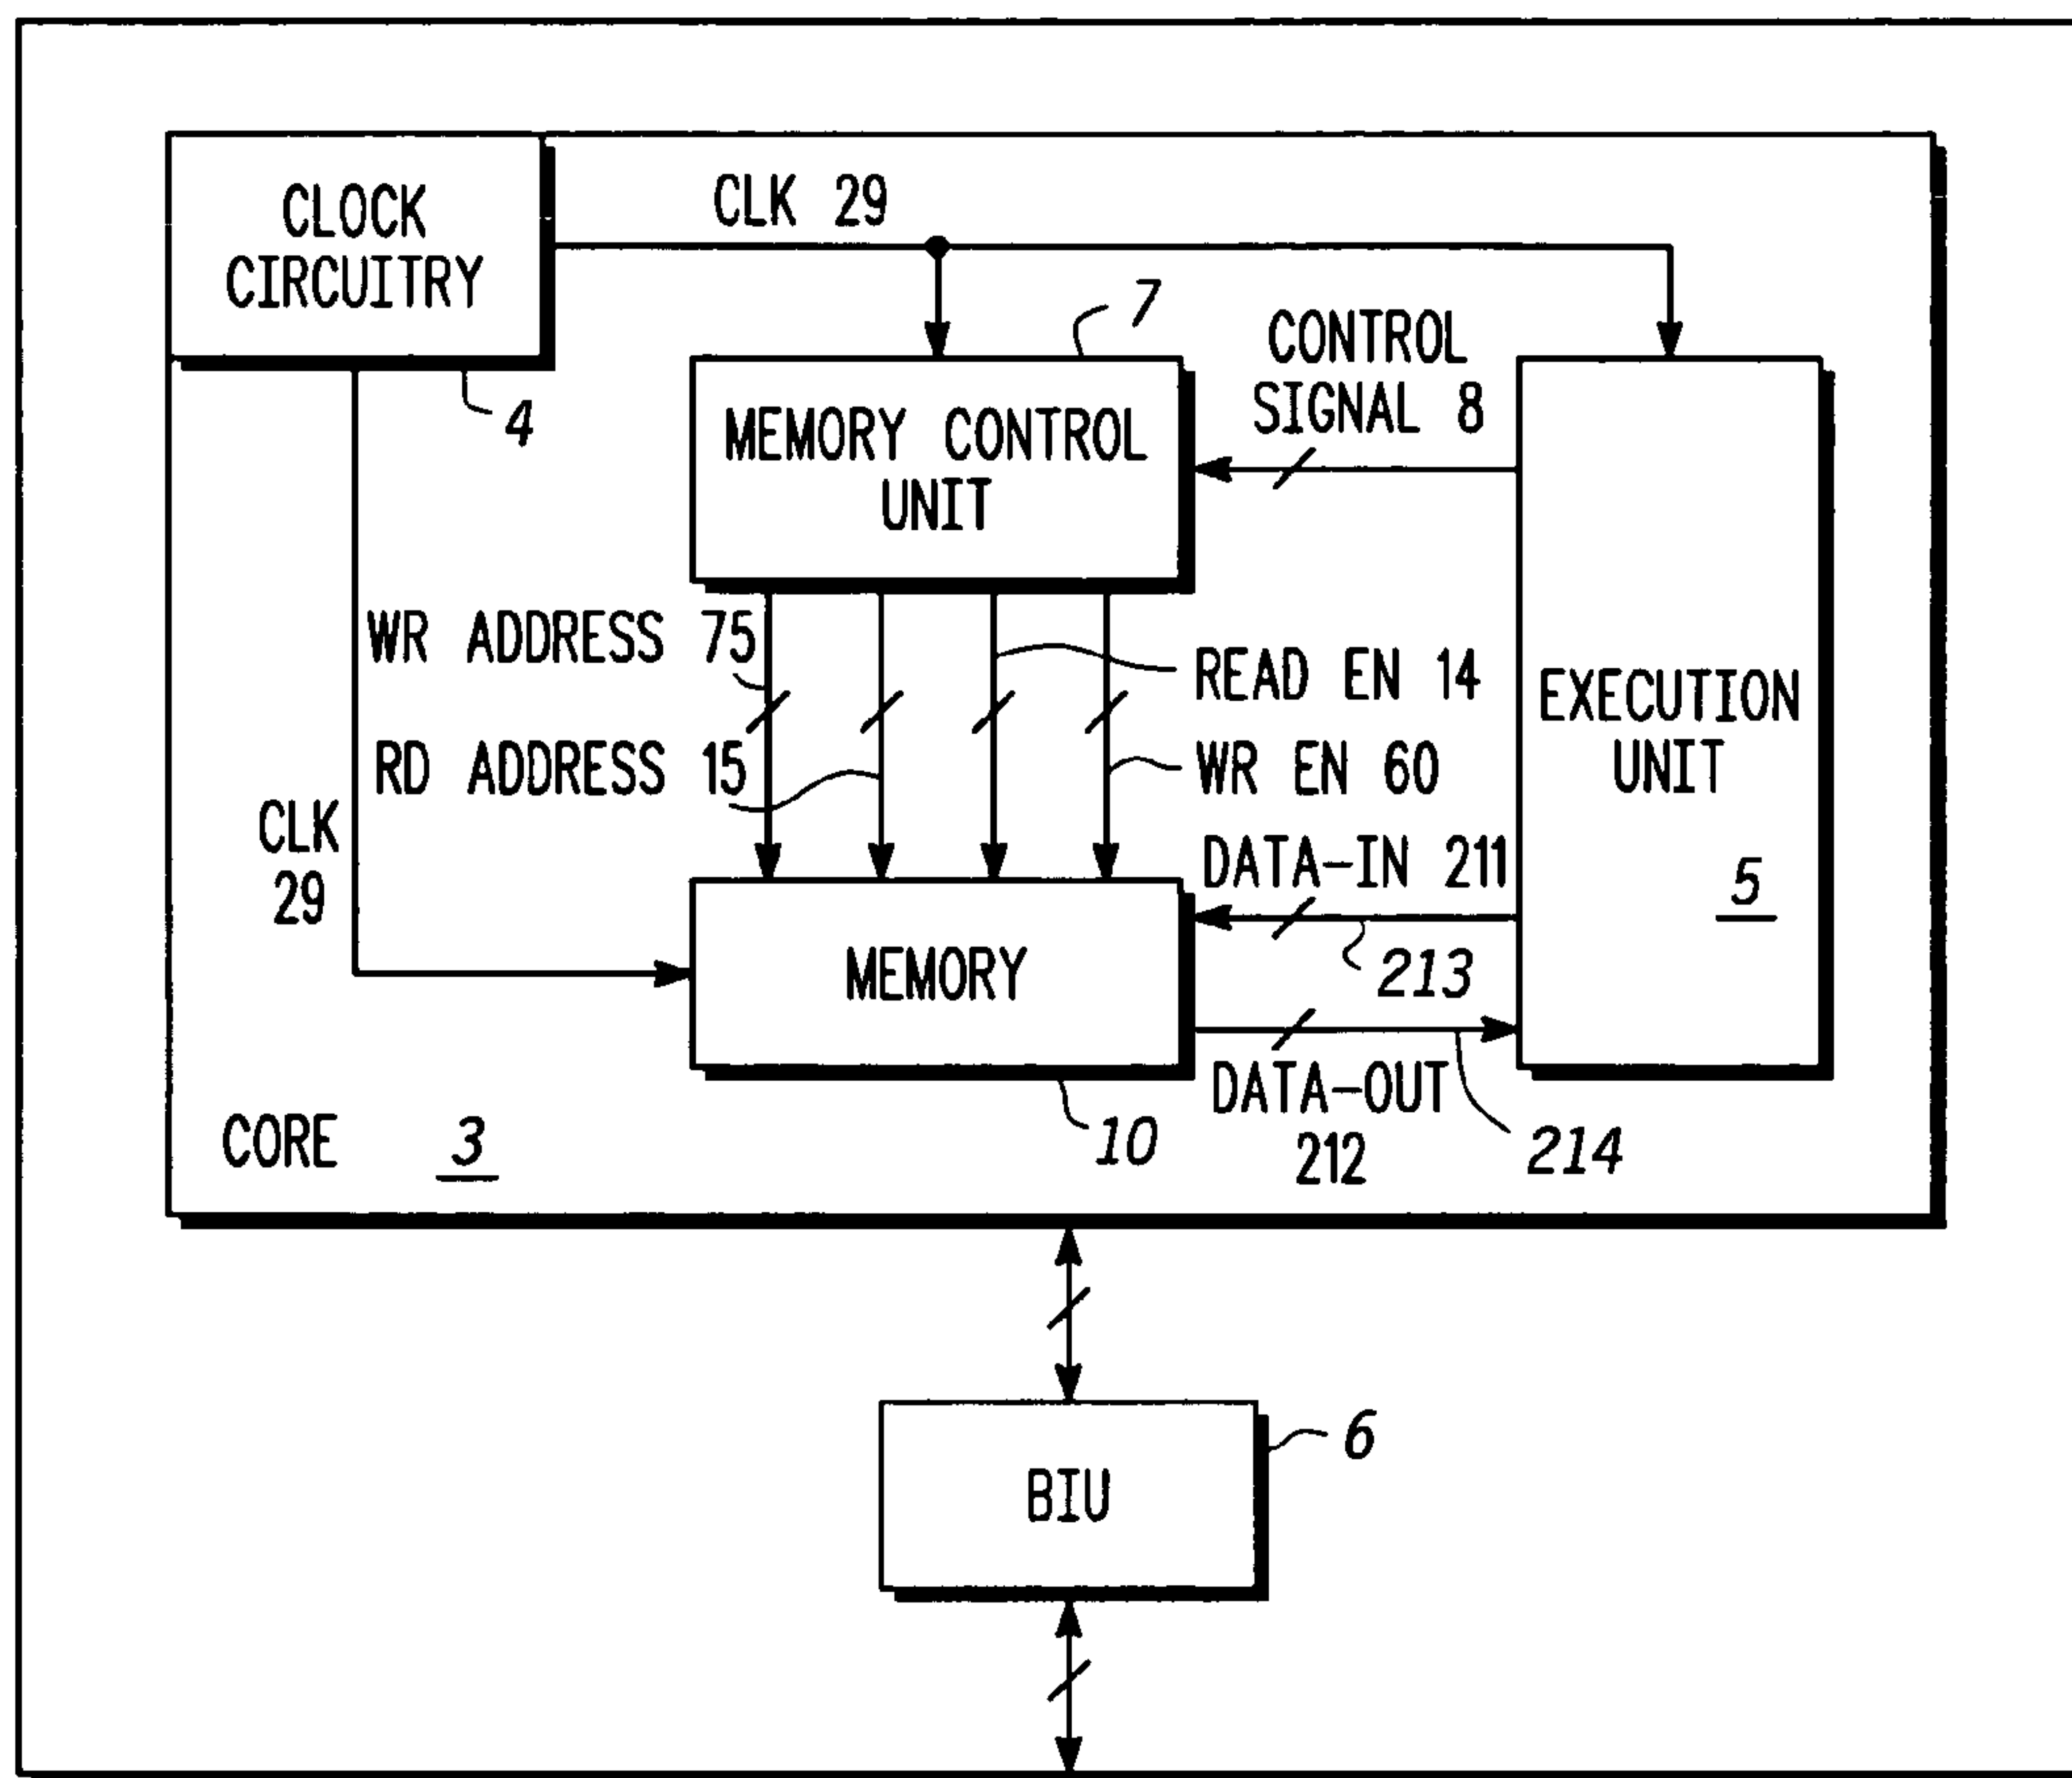 CLOCK
CIRCUITRY
4
CLK 29
7
MEMORY CONTROL
UNIT
CONTROL
SIGNAL 8
WR ADDRESS 75
RD ADDRESS 15
READ EN 14
WR EN 60
EXECUTION
UNIT
5
CLK
29
DATA-IN 211
213
MEMORY
10
DATA-OUT
212
214
CORE 3
BIU
6